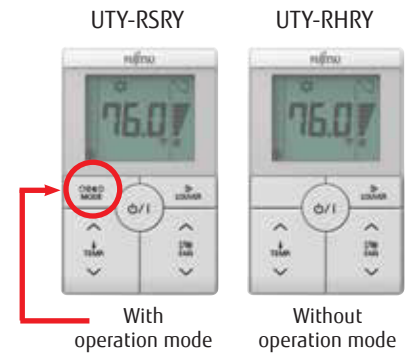 UTY-RSRY
UTY-RHRY
FUJITSU
FUJITSU
76.0
76.0
MODE
LOUVER
LOUVER
TEMP.
FAN
TEMP.
FAN
With
operation mode
Without
operation mode